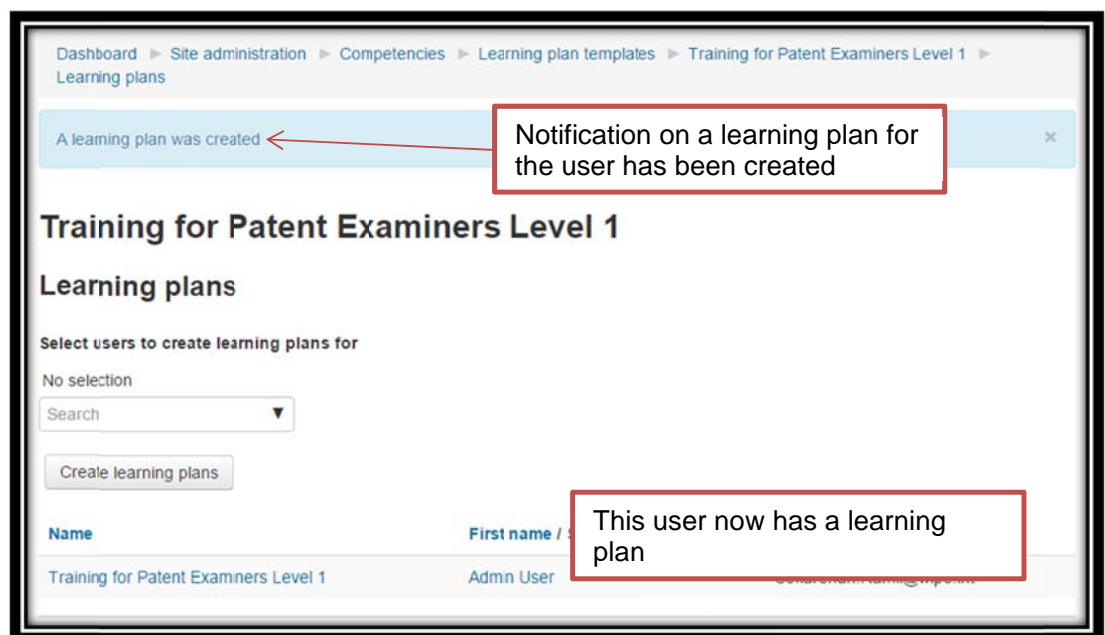 Dashboard ► Site administration ► Competencies ► Learning plan templates ► Training for Patent Examiners Level 1 ►
Learning plans
A learning plan was created
Notification on a learning plan for
the user has been created
×
Training for Patent Examiners Level 1
Learning plans
Select users to create learning plans for
No selection
Search ▼
Create learning plans
This user now has a learning
plan
Name First name /
Training for Patent Examiners Level 1 Admin User